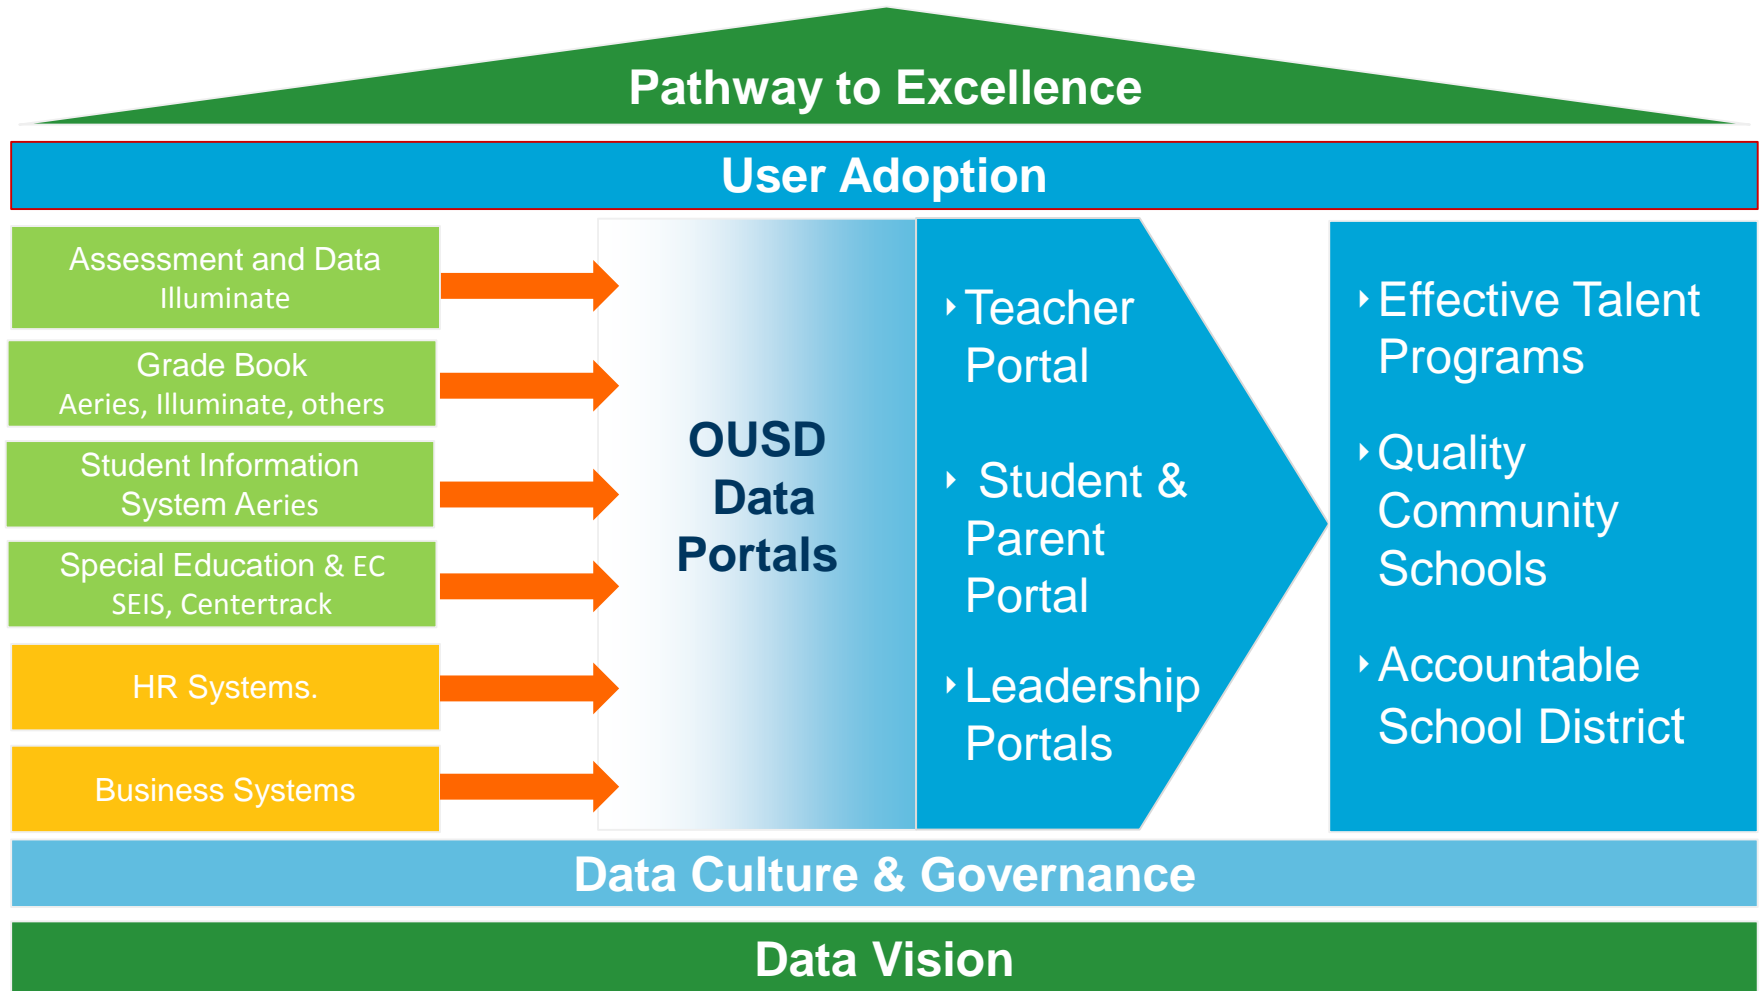 Pathway to Excellence
User Adoption
Assessment and Data
Illuminate
Grade Book
Aeries, Illuminate, others
Student Information
System Aeries
Special Education & EC
SEIS, Centertrack
HR Systems.
Business Systems
OUSD
Data
Portals
‣Teacher
Portal
‣ Student &
Parent
Portal
‣Leadership
Portals
‣Effective Talent
Programs
‣Quality
Community
Schools
‣Accountable
School District
Data Culture & Governance
Data Vision